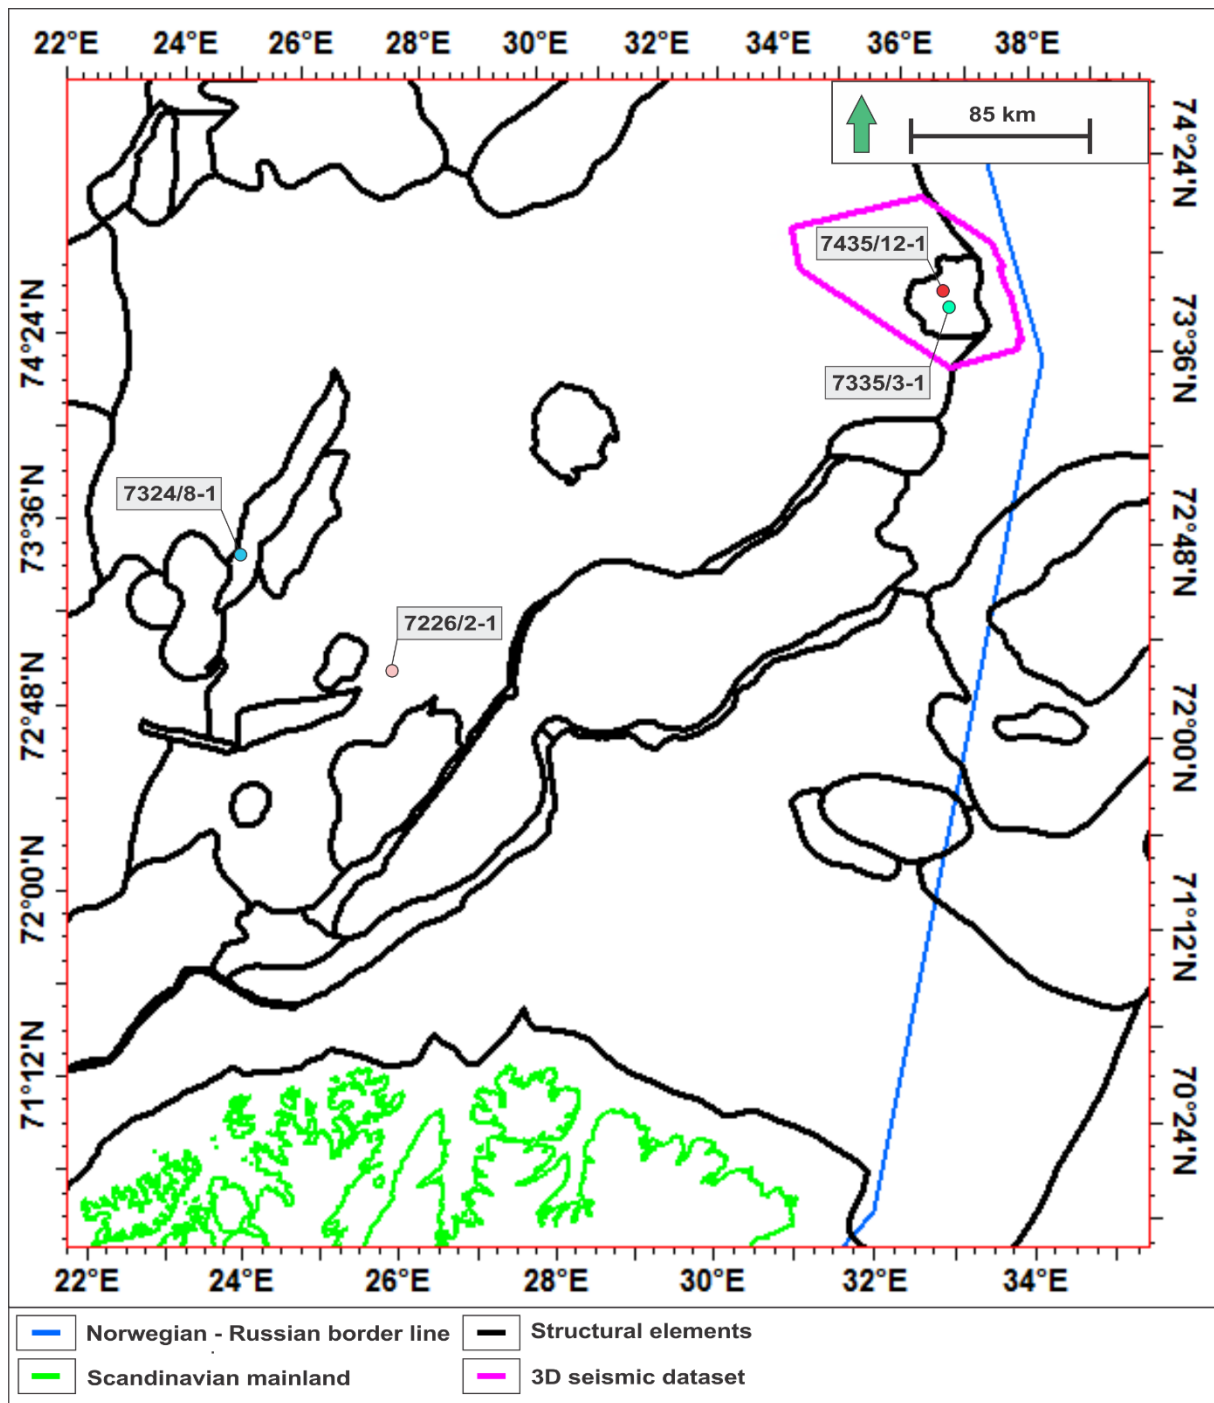 22°E 24°E 26°E 28°E 30°E 32°E 34°E 36°E 38°E
85 km
74°24'N
7435/12-1
74°24'N
73°36'N
7335/3-1
7324/8-1
73°36'N
72°48'N
7226/2-1
72°48'N
72°00'N
72°00'N
71°12'N
71°12'N
70°24'N
22°E 24°E 26°E 28°E 30°E 32°E 34°E
Norwegian - Russian border line
Structural elements
Scandinavian mainland
3D seismic dataset